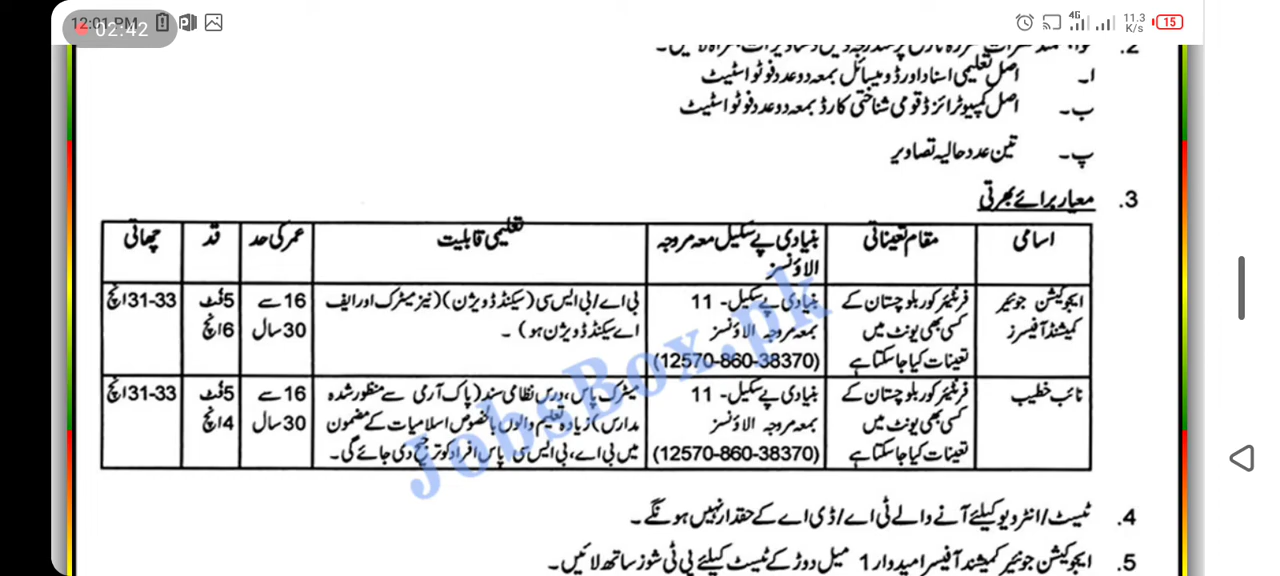 12:01 PM
02:42
4G
11.3
K/s
15
2.
ا۔ اصل تعلیمی اسناد اور ڈومیسائل بمعہ دو عدد فوٹو اسٹیٹ
ب۔ اصل کمپیوٹرائزڈ قومی شناختی کارڈ بمعہ دو عدد فوٹو اسٹیٹ
پ۔ تین عدد حالیہ تصاویر
3. معیار برائے بھرتی
اسامی
مقام تعیناتی
بنیادی پے سکیل معہ مروجہ
الاؤنسز
تعلیمی قابلیت
عمر کی حد
قد
چھاتی
ایجوکیشن جونیئر
کمیشنڈ آفیسرز
فرنٹیئر کور بلوچستان کے
کسی بھی یونٹ میں
تعینات کیا جا سکتا ہے
بنیادی پے سکیل - 11
بمعہ مروجہ الاؤنسز
(12570-860-38370)
بی اے/بی ایس سی (سیکنڈ ڈویژن) (نیز میٹرک اور ایف
اے سیکنڈ ڈویژن ہو) ۔
16 سے
30 سال
5 فٹ
6 انچ
31-33 انچ
نائب خطیب
فرنٹیئر کور بلوچستان کے
کسی بھی یونٹ میں
تعینات کیا جا سکتا ہے
بنیادی پے سکیل - 11
بمعہ مروجہ الاؤنسز
(12570-860-38370)
میٹرک پاس، درس نظامی سند (پاک آرمی سے منظور شدہ
مدارس) زیادہ تعلیم والوں بالخصوص اسلامیات کے مضمون
میں بی اے، بی ایس سی پاس افراد کو ترجیح دی جائے گی۔
16 سے
30 سال
5 فٹ
4 انچ
31-33 انچ
JobsBox.pk
4. ٹیسٹ/انٹرویو کیلئے آنے والے ٹی اے/ڈی اے کے حقدار نہیں ہونگے ۔
5. ایجوکیشن جونیئر کمیشنڈ آفیسر امیدوار 1 میل دوڑ کے ٹیسٹ کیلئے پی ٹی شوز ساتھ لائیں۔